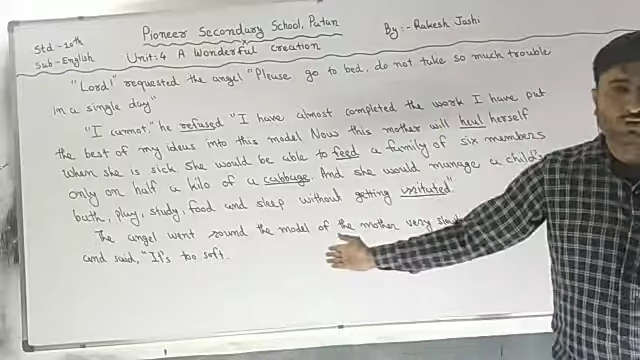 Std - 10th
Sub - English
Pioneer Secondary School, Patan
Unit:4 A Wonderful Creation
By:- Rakesh Joshi
"Lord!" requested the angel "Please go to bed, do not take so much trouble
in a single day"
"I cannot," he refused "I have almost completed the work I have put
the best of my ideas into this model Now this mother will heal herself
When she is sick She would be able to feed a family of six members
only on half a kilo of a cabbage. And she would manage a child's
bath, play, study, food and sleep without getting irritated"
The angel went round the model of the mother very
and said, "It's too soft.